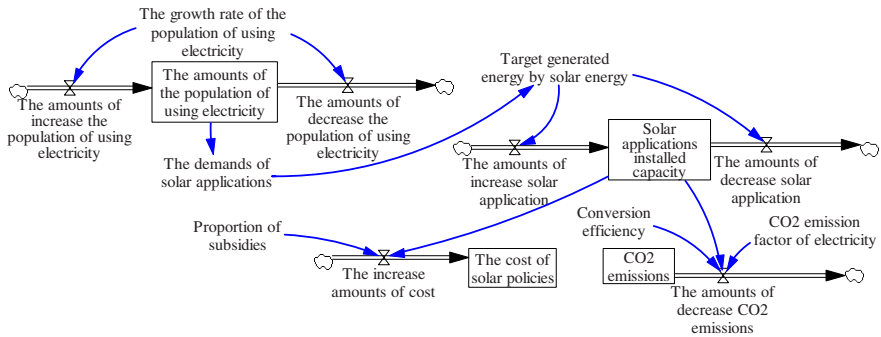 The growth rate of the
population of using
electricity
The amounts of
the population of
using electricity
The amounts of
increase the
population of using
electricity
The amounts of
decrease the
population of using
electricity
Target generated
energy by solar energy
The demands of
solar applications
The amounts of
increase solar
application
Solar
applications
installed
capacity
The amounts of
decrease solar
application
Proportion of
subsidies
The increase
amounts of cost
The cost of
solar policies
Conversion
efficiency
CO2 emission
factor of electricity
CO2
emissions
The amounts of
decrease CO2
emissions